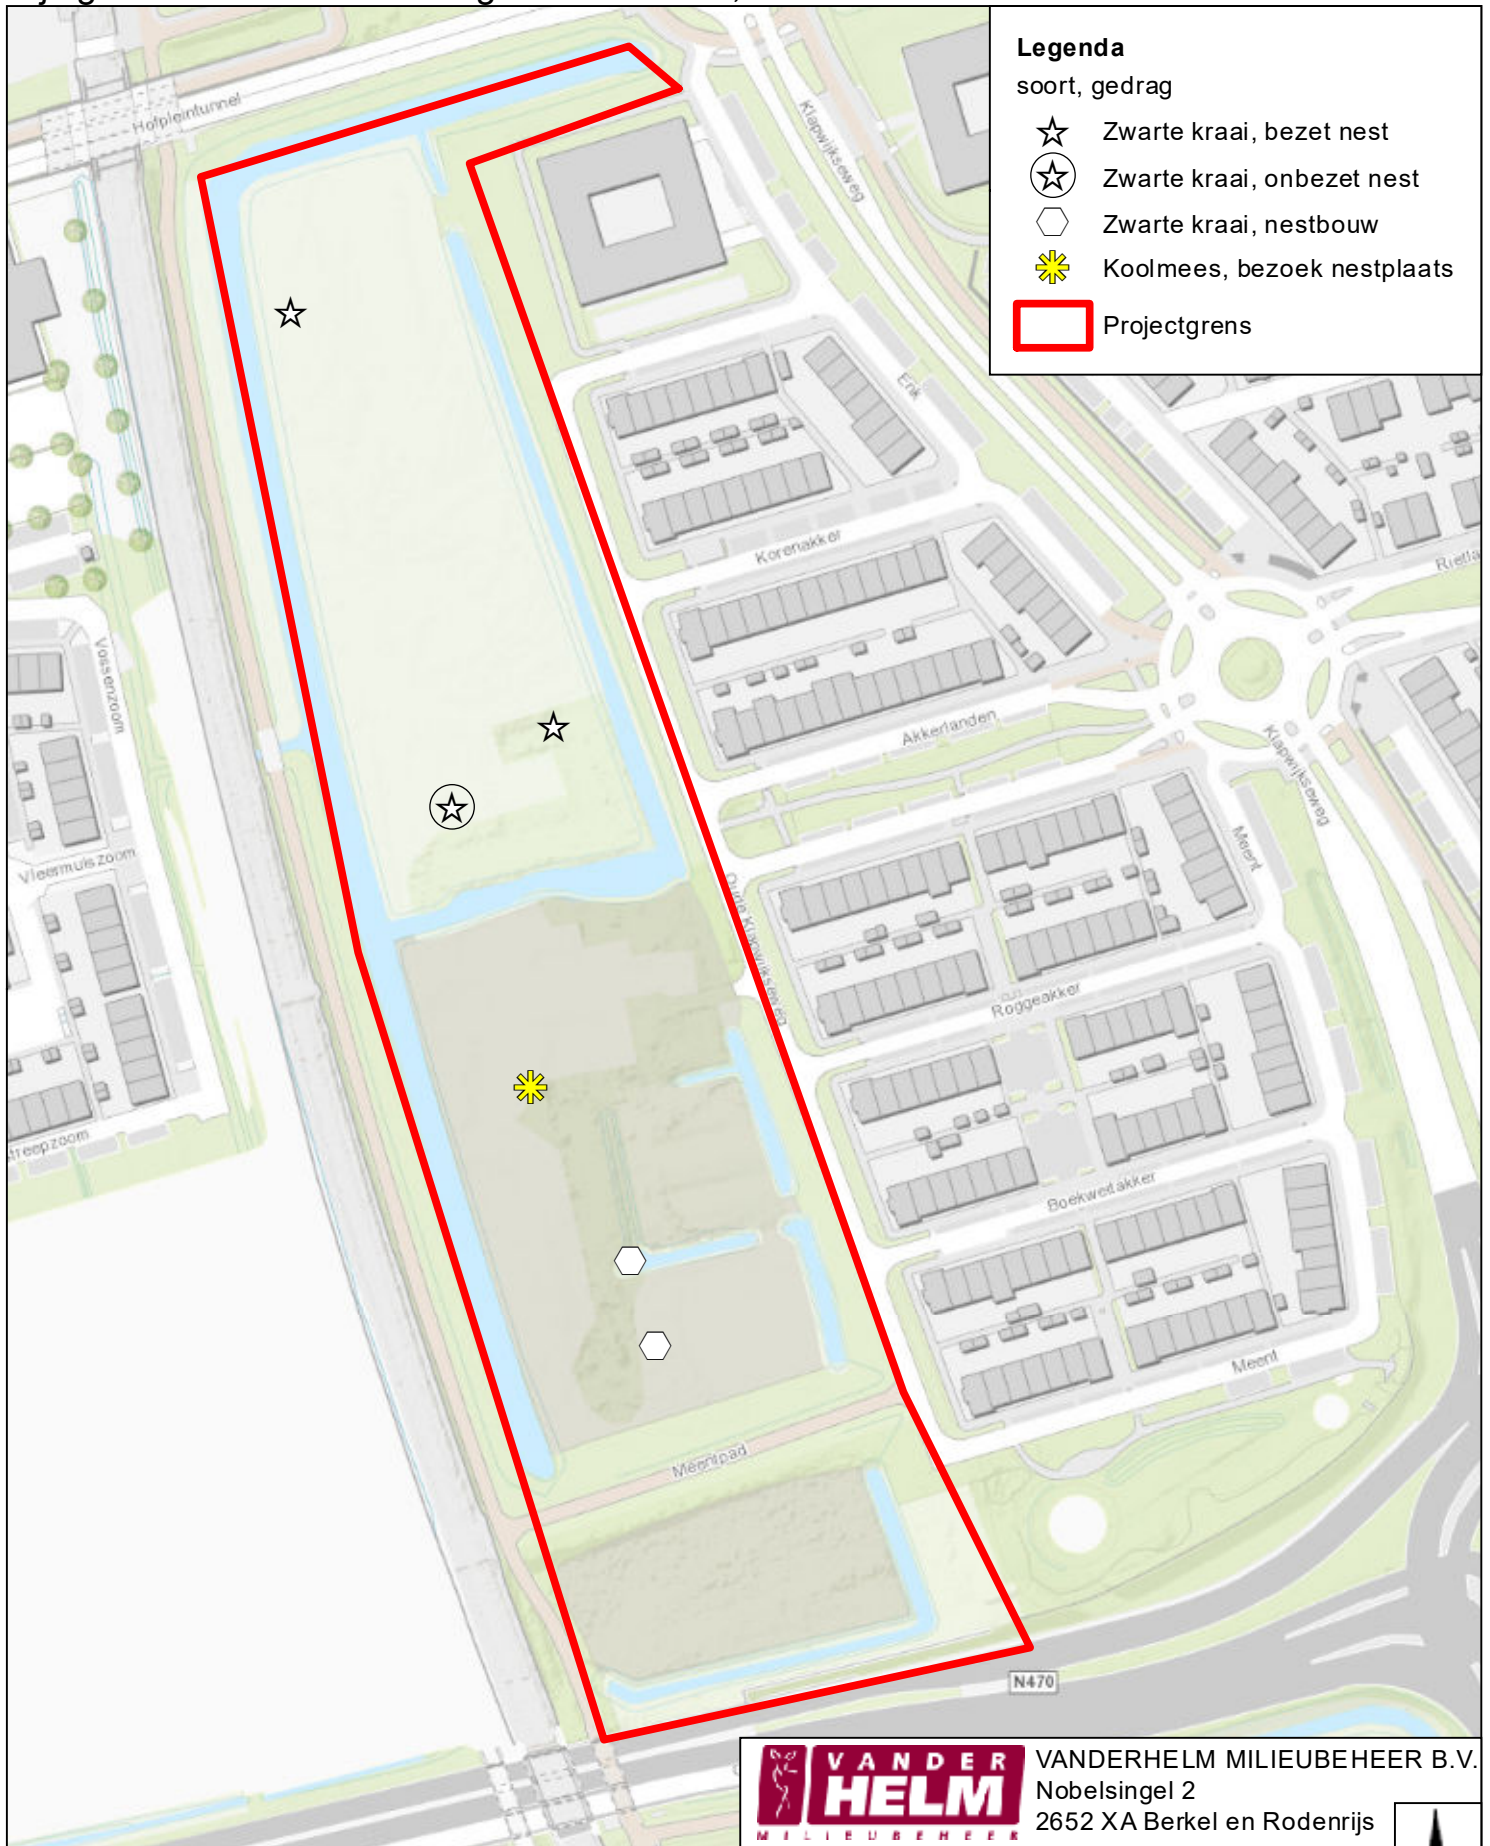 Legenda
soort, gedrag
Zwarte kraai, bezet nest
Zwarte kraai, onbezet nest
Zwarte kraai, nestbouw
Koolmees, bezoek nestplaats
Projectgrens
Hofpleintunnel
Klapwijkseweg
Enk
Korenakker
Akkerlanden
Klapwijkseweg
Vossenzoom
Vleermuiszoom
Meent
Oude Klapwijkseweg
Roggeakker
Boekweitakker
Meent
Meentpad
N470
VANDER
HELM
MILIEUBEHEER
VANDERHELM MILIEUBEHEER B.V.
Nobelsingel 2
2652 XA Berkel en Rodenrijs